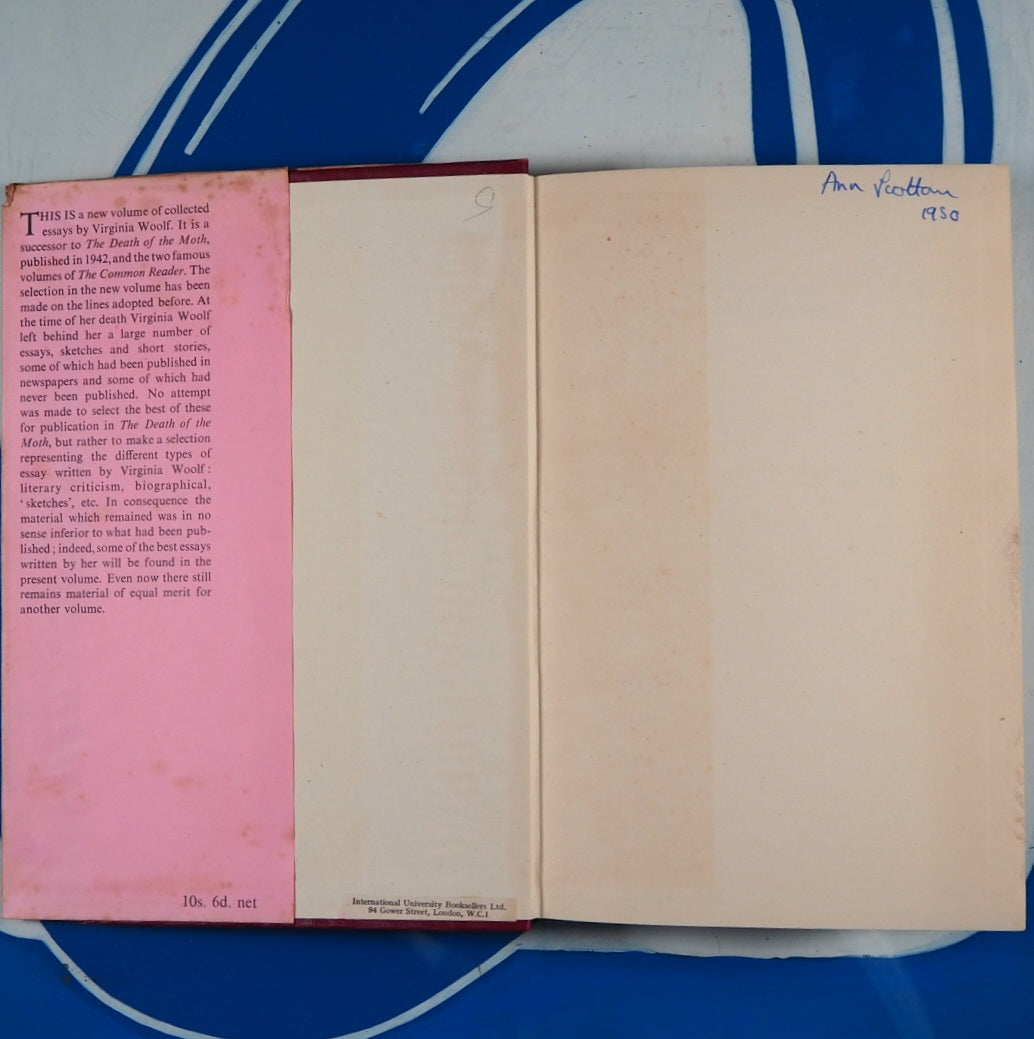 THIS IS a new volume of collected
essays by Virginia Woolf. It is a
successor to The Death of the Moth,
published in 1942, and the two famous
volumes of The Common Reader. The
selection in the new volume has been
made on the lines adopted before. At
the time of her death Virginia Woolf
left behind her a large number of
essays, sketches and short stories,
some of which had been published in
newspapers and some of which had
never been published. No attempt
was made to select the best of these
for publication in The Death of the
Moth, but rather to make a selection
representing the different types of
essay written by Virginia Woolf:
literary criticism, biographical,
‘sketches’, etc. In consequence the
material which remained was in no
sense inferior to what had been pub-
lished; indeed, some of the best essays
written by her will be found in the
present volume. Even now there still
remains material of equal merit for
another volume.
10s. 6d. net
International University Booksellers Ltd.
94 Gower Street, London, W.C.1
Ann
1950